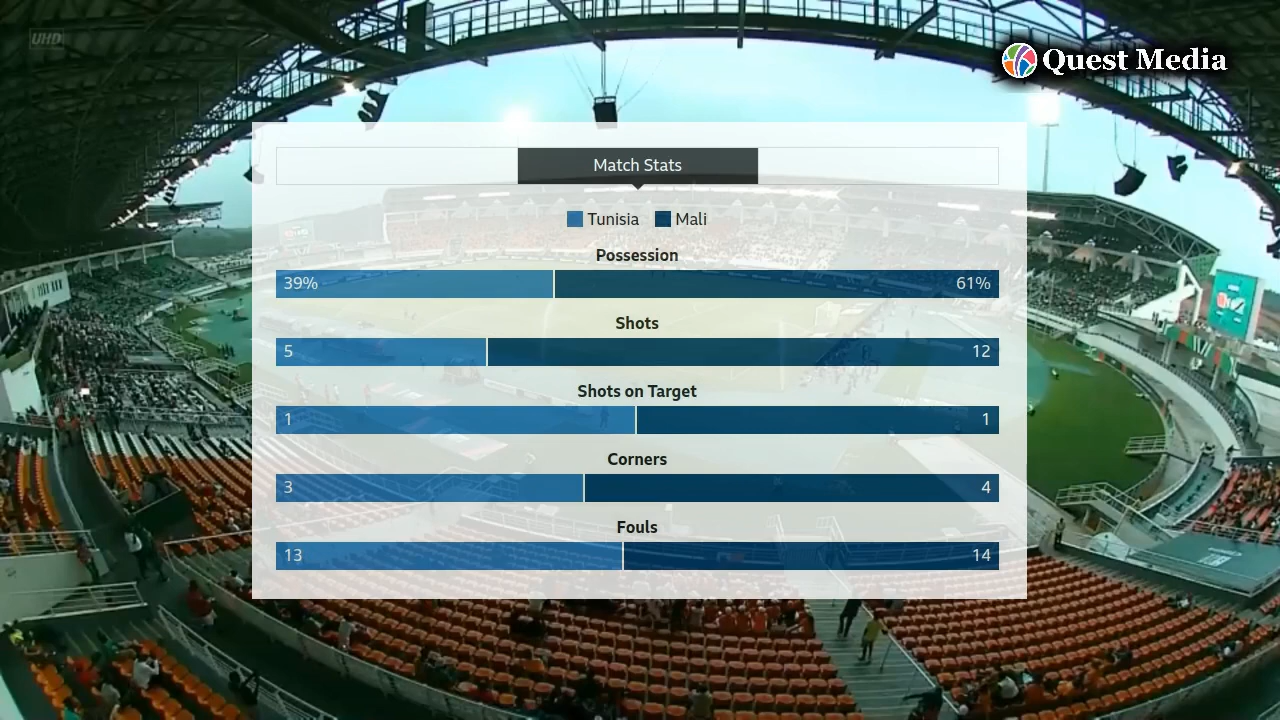 UHD
Quest Media
Match Stats
Tunisia Mali
Possession
39% 61%
Shots
5 12
Shots on Target
1 1
Corners
3 4
Fouls
13 14